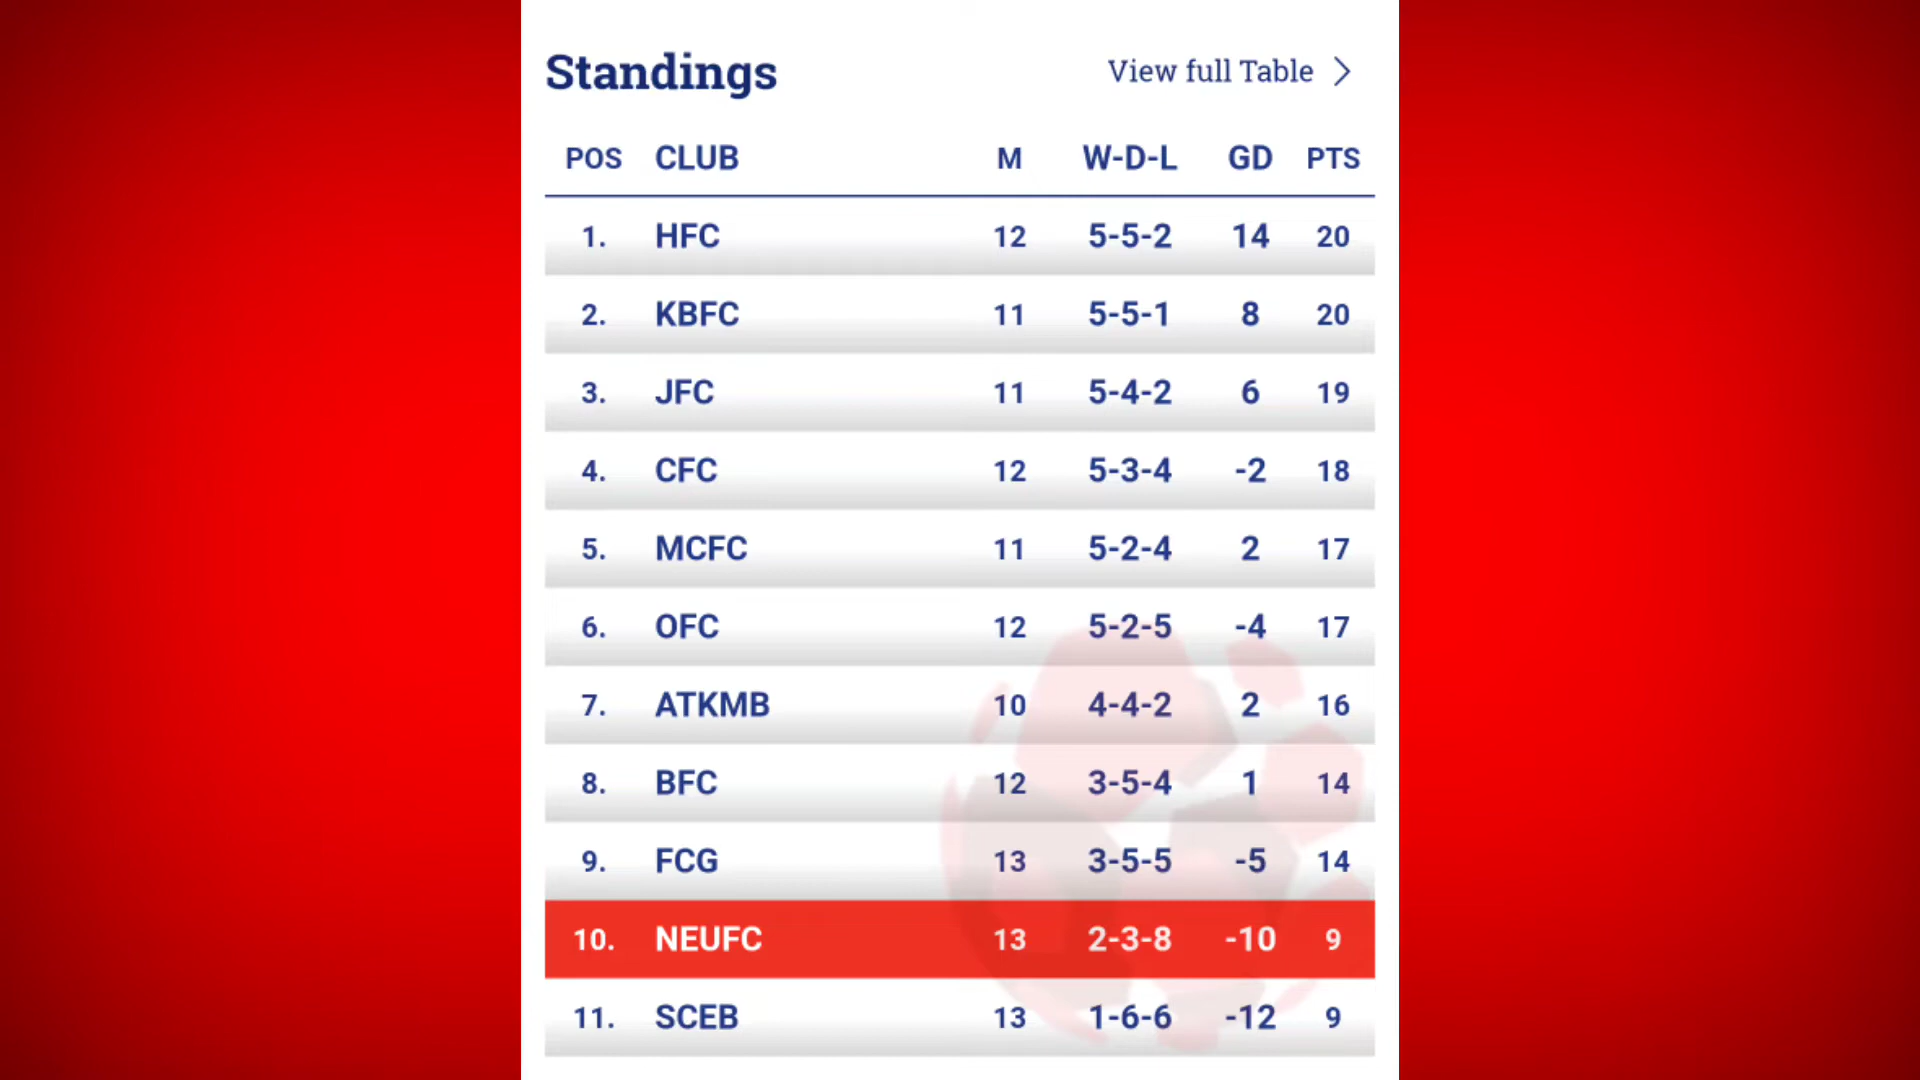 Standings View full Table
POS CLUB M W-D-L GD PTS
1. HFC 12 5-5-2 14 20
2. KBFC 11 5-5-1 8 20
3. JFC 11 5-4-2 6 19
4. CFC 12 5-3-4 -2 18
5. MCFC 11 5-2-4 2 17
6. OFC 12 5-2-5 -4 17
7. ATKMB 10 4-4-2 2 16
8. BFC 12 3-5-4 1 14
9. FCG 13 3-5-5 -5 14
10. NEUFC 13 2-3-8 -10 9
11. SCEB 13 1-6-6 -12 9